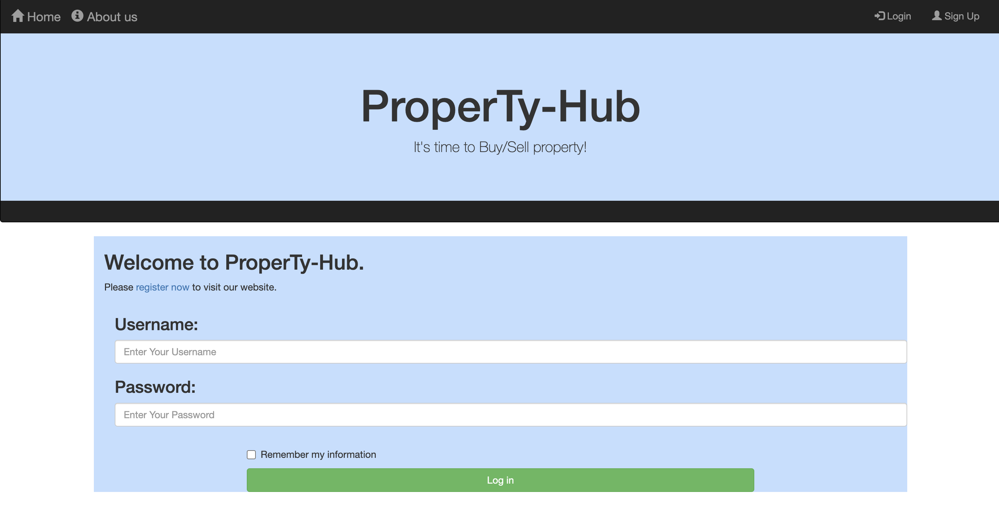 Home About us Login Sign Up
ProperTy-Hub
It's time to Buy/Sell property!
Welcome to ProperTy-Hub.
Please register now to visit our website.
Username:
Enter Your Username
Password:
Enter Your Password
Remember my information
Log in